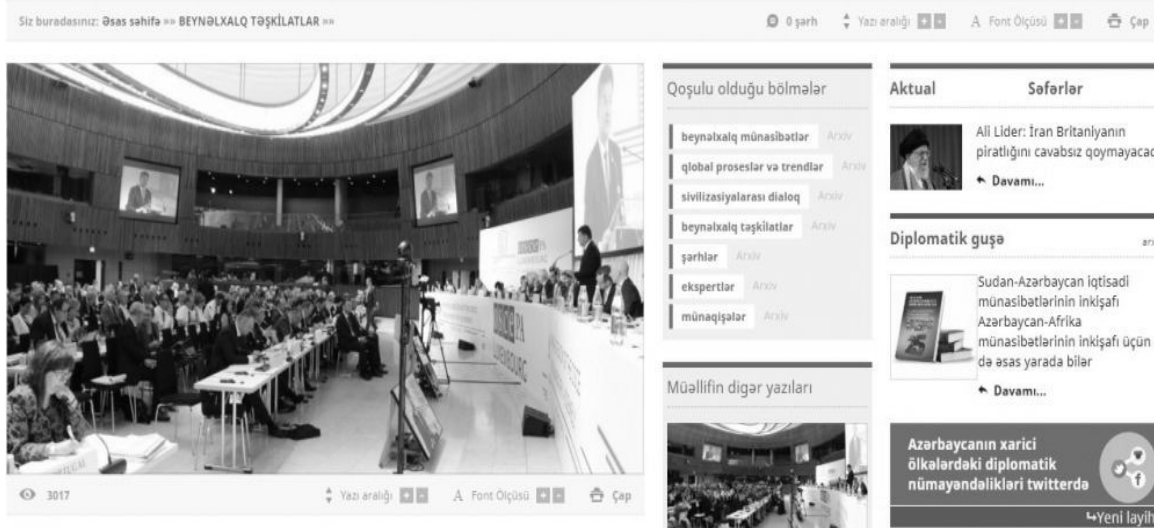 Siz buradasınız: Əsas səhifə »» BEYNƏLXALQ TƏŞKİLATLAR »»
0 şərh
Yazı aralığı + -
A Font Ölçüsü + -
Çap
PORTUGAL
3017
Yazı aralığı + -
A Font Ölçüsü + -
Çap
Qoşulu olduğu bölmələr
beynəlxalq münasibətlər Arxiv
qlobal proseslər və trendlər Arxiv
sivilizasiyalarası dialoq Arxiv
beynəlxalq təşkilatlar Arxiv
şərhlər Arxiv
ekspertlər Arxiv
münaqişələr Arxiv
Müəllifin digər yazıları
Aktual Səfərlər
Ali Lider: İran Britaniyanın
piratlığını cavabsız qoymayacaq
Davamı...
Diplomatik guşə
Sudan-Azərbaycan iqtisadi
münasibətlərinin inkişafı
Azərbaycan-Afrika
münasibətlərinin inkişafı üçün
də əsas yarada bilər
Davamı...
Azərbaycanın xarici
ölkələrdəki diplomatik
nümayəndəlikləri twitterdə
Yeni layih